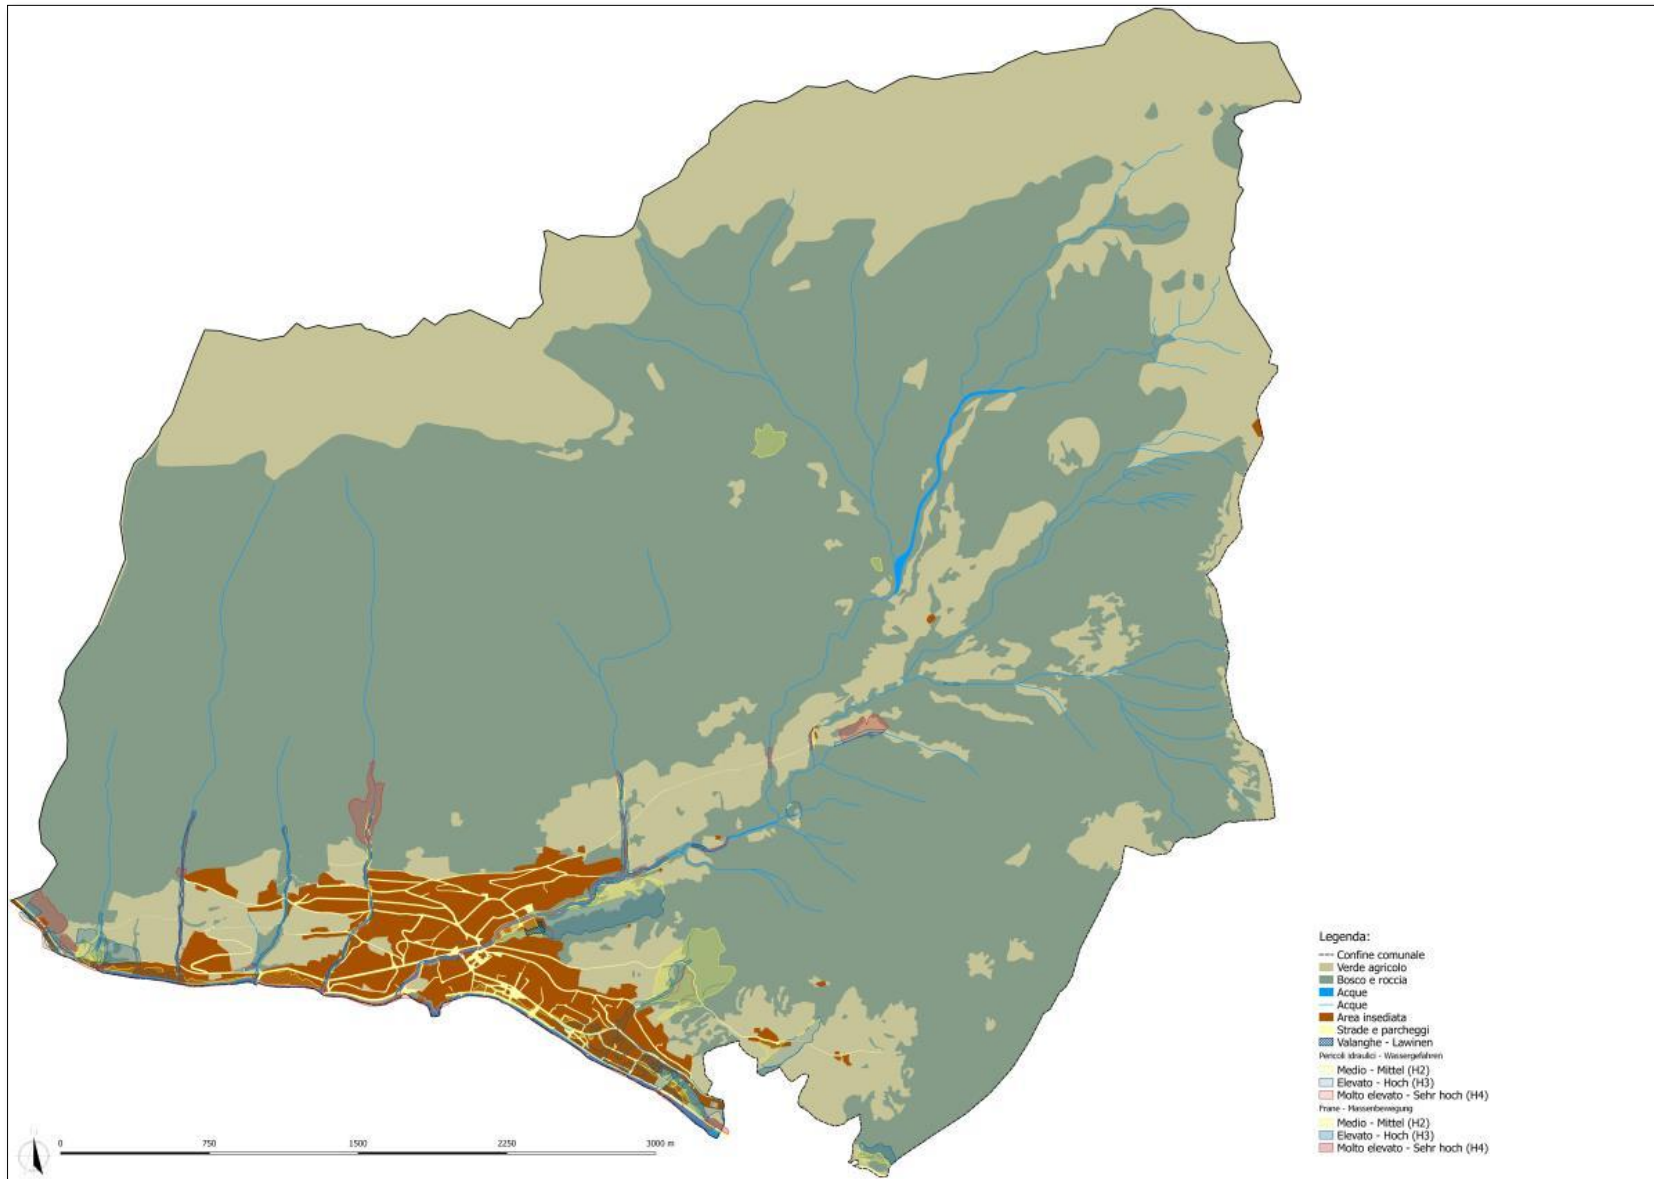 Legenda:
Confine comunale
Verde agricolo
Bosco e roccia
Acque
Acque
Area insediata
Strade e parcheggi
Valanghe - Lawinen
Pericoli idraulici - Wassergefahren
Medio - Mittel (H2)
Elevato - Hoch (H3)
Molto elevato - Sehr hoch (H4)
Frane - Massenbewegung
Medio - Mittel (H2)
Elevato - Hoch (H3)
Molto elevato - Sehr hoch (H4)
0 750 1500 2250 3000 m